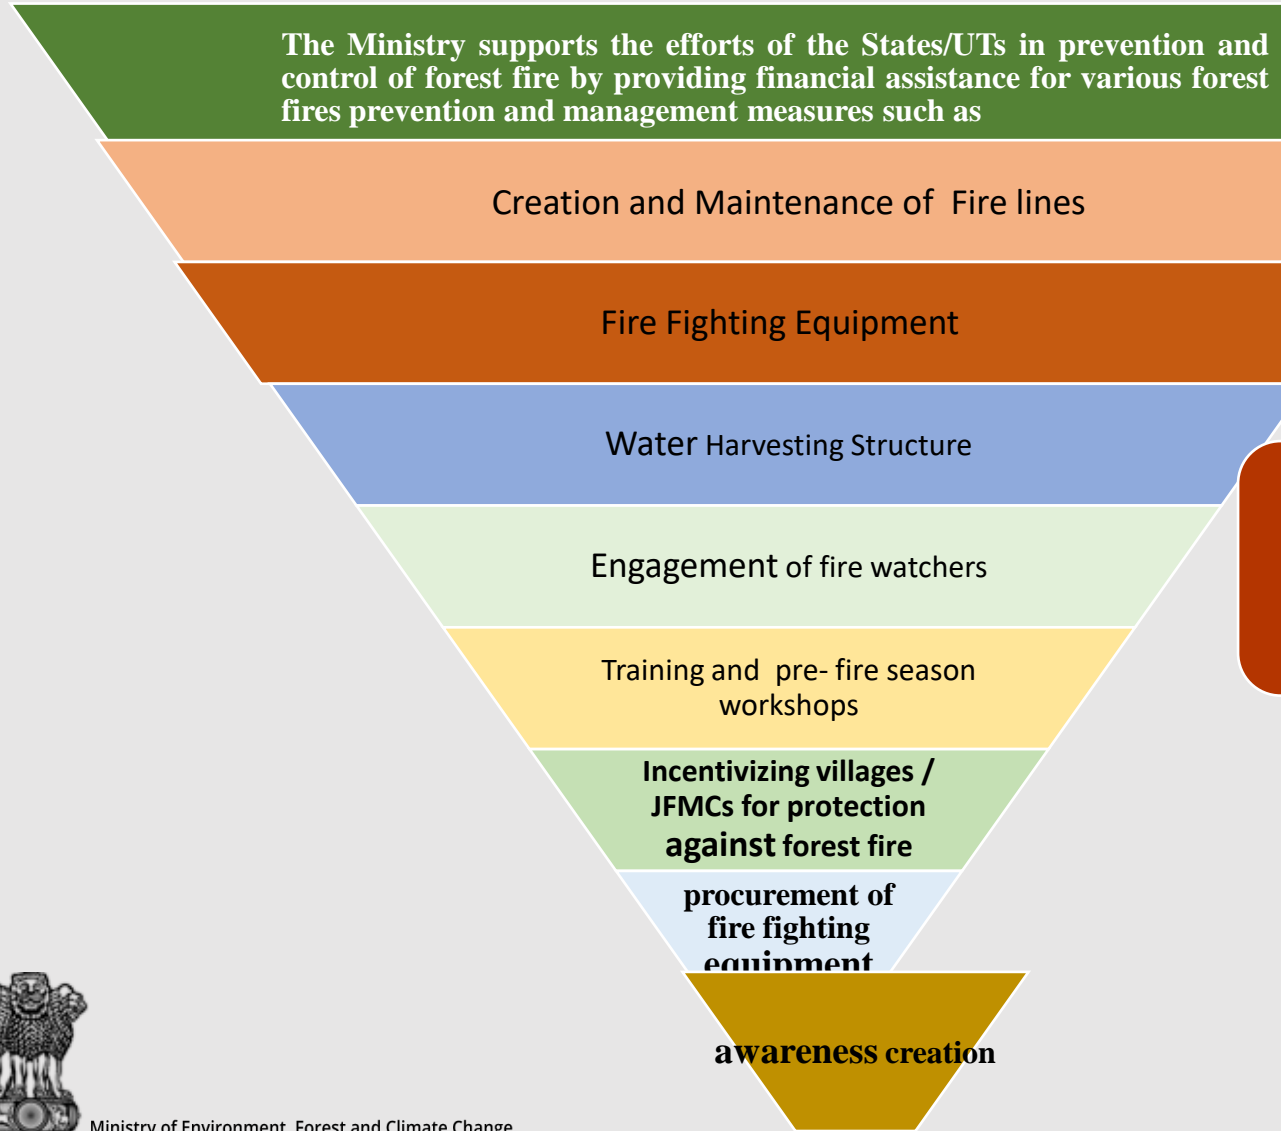 The Ministry supports the efforts of the States/UTs in prevention and
control of forest fire by providing financial assistance for various forest
fires prevention and management measures such as
Creation and Maintenance of Fire lines
Fire Fighting Equipment
Water Harvesting Structure
Engagement of fire watchers
Training and pre- fire season
workshops
Incentivizing villages /
JFMCs for protection
against forest fire
procurement of
fire fighting
equipment
awareness creation
Ministry of Environment, Forest and Climate Change